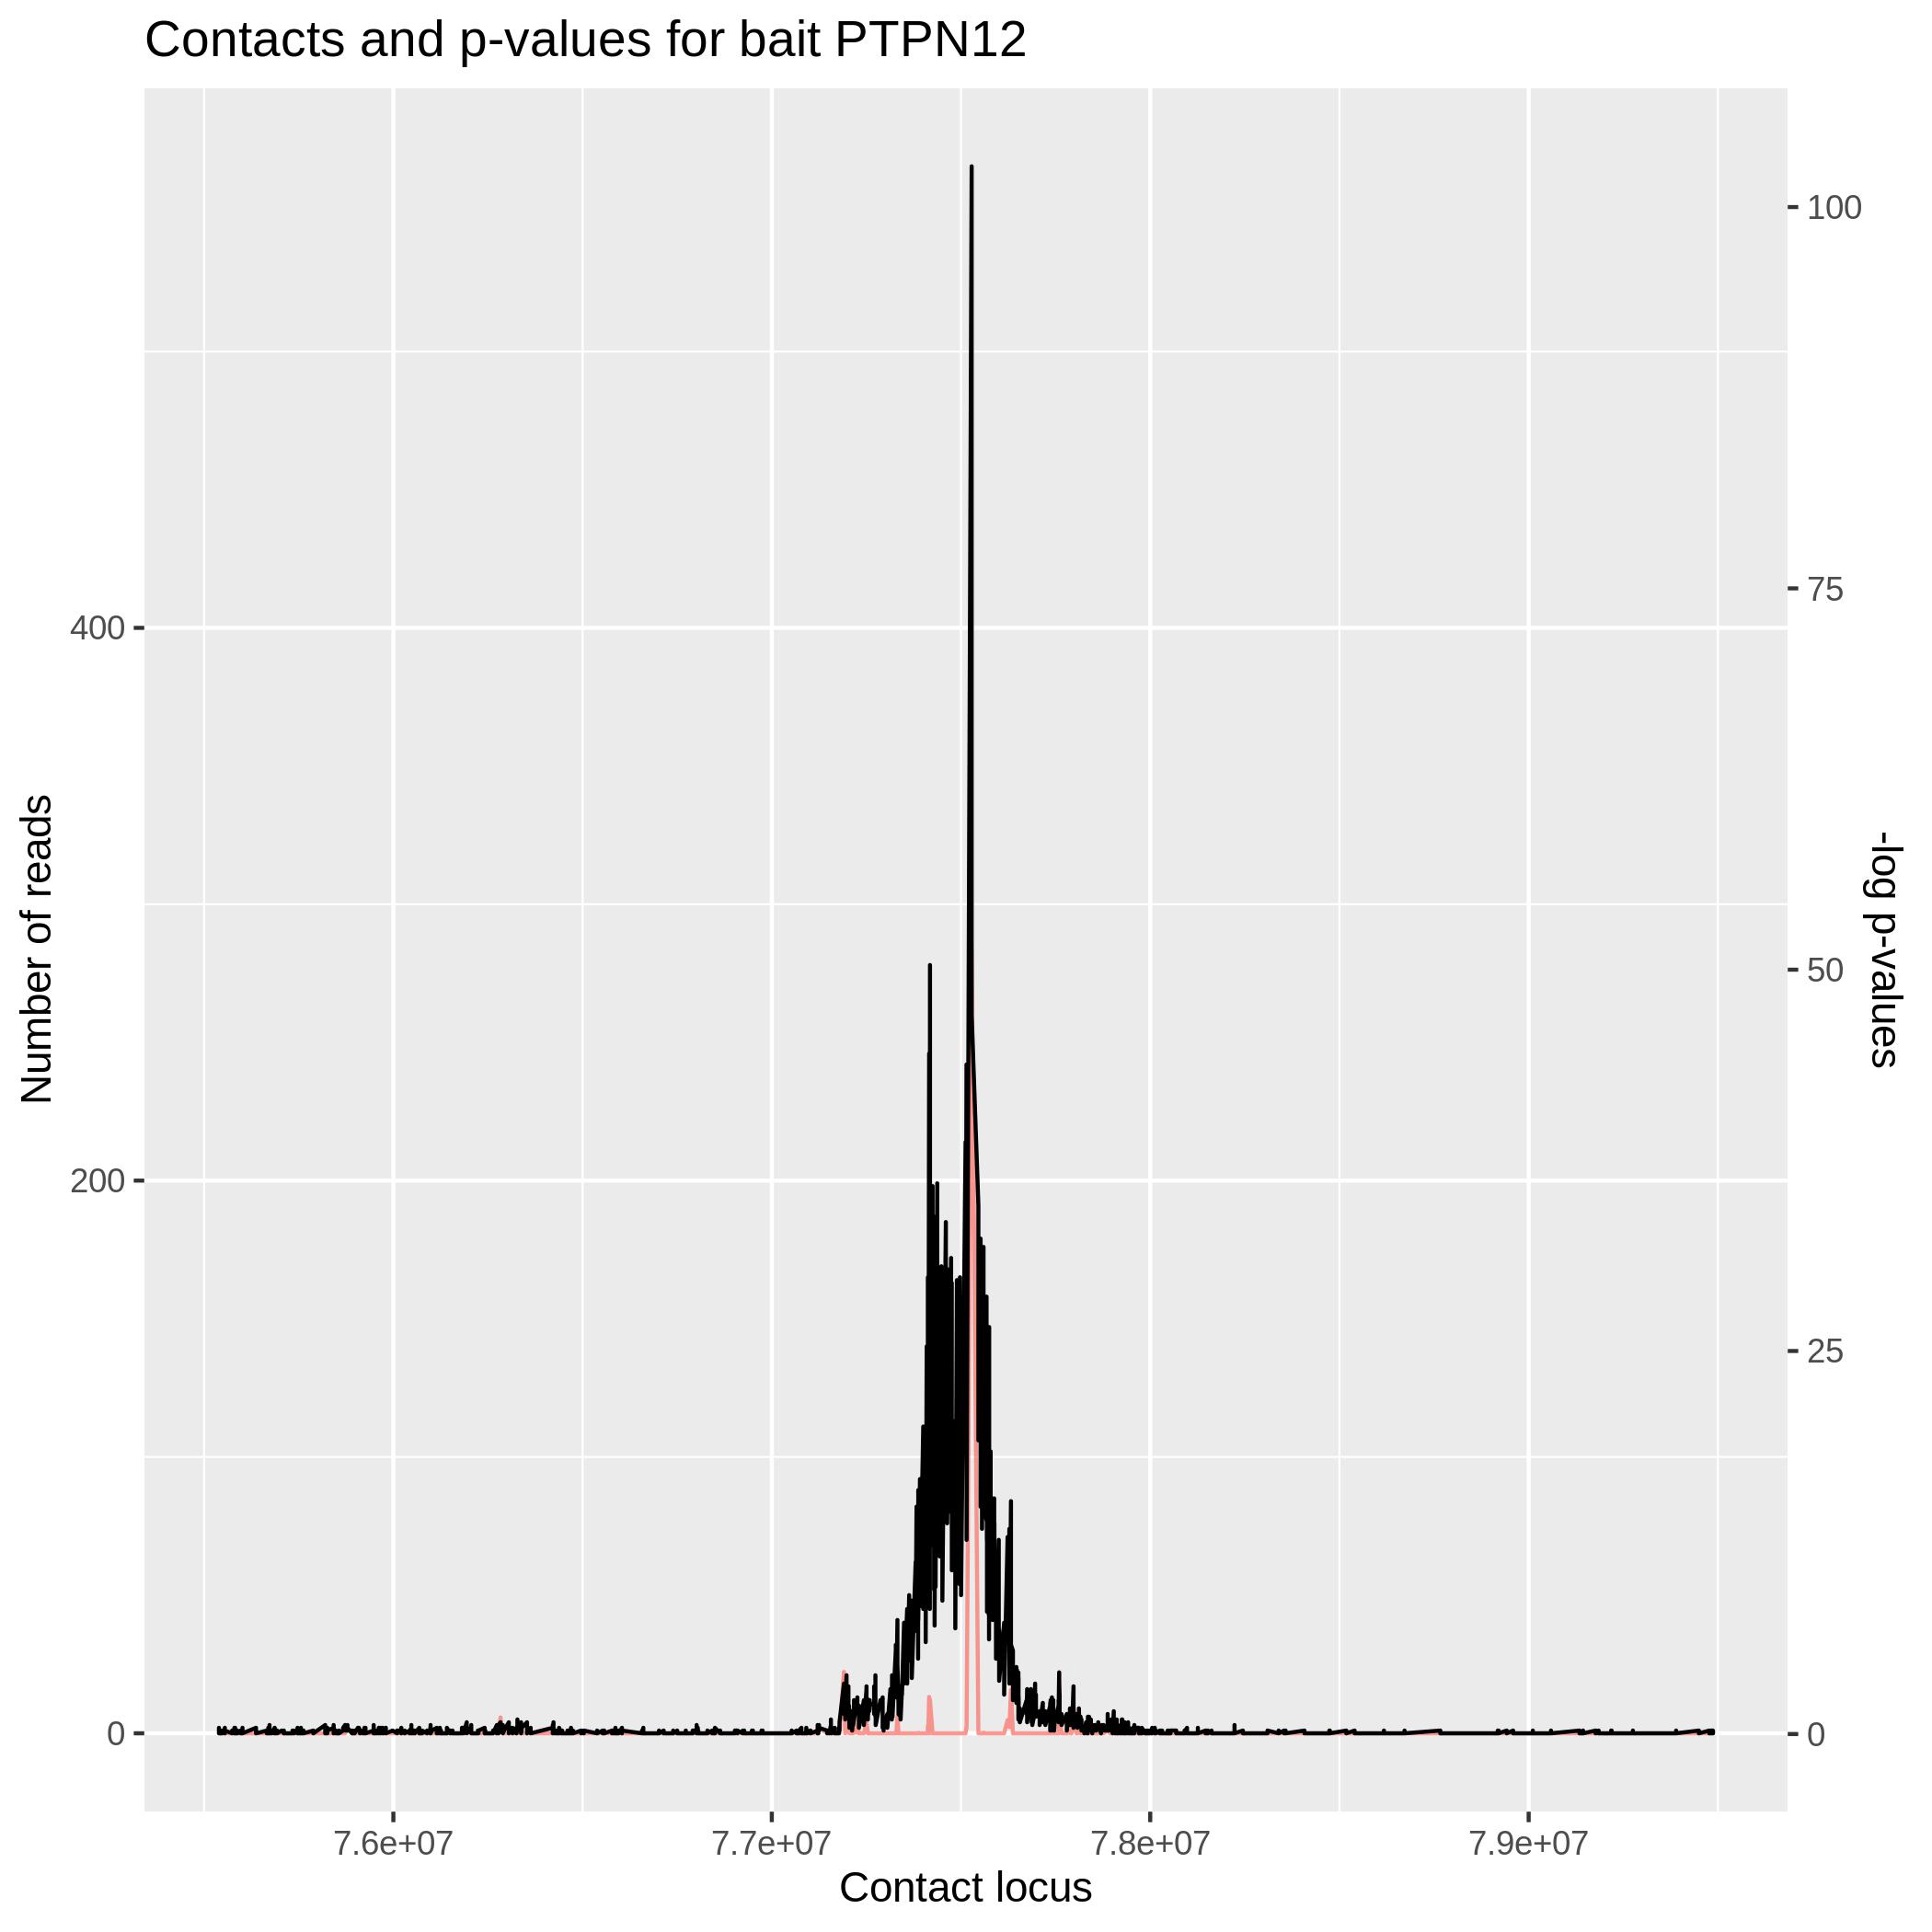 Contacts and p-values for bait PTPN12
Number of reads
400
200
0
100
75
50
25
0
-log p-values
7.6e+07 7.7e+07 7.8e+07 7.9e+07
Contact locus